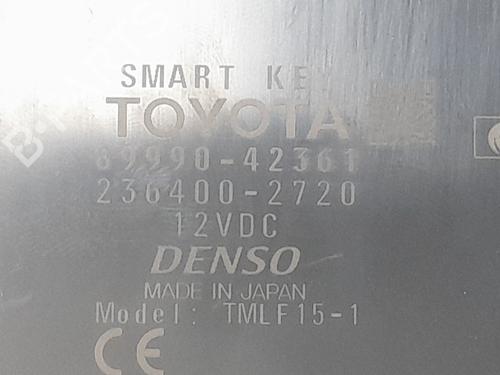 SMART KEY
TOYOTA
89990-42361
236400-2720
12VDC
DENSO
MADE IN JAPAN
Model: TMLF15-1
CE